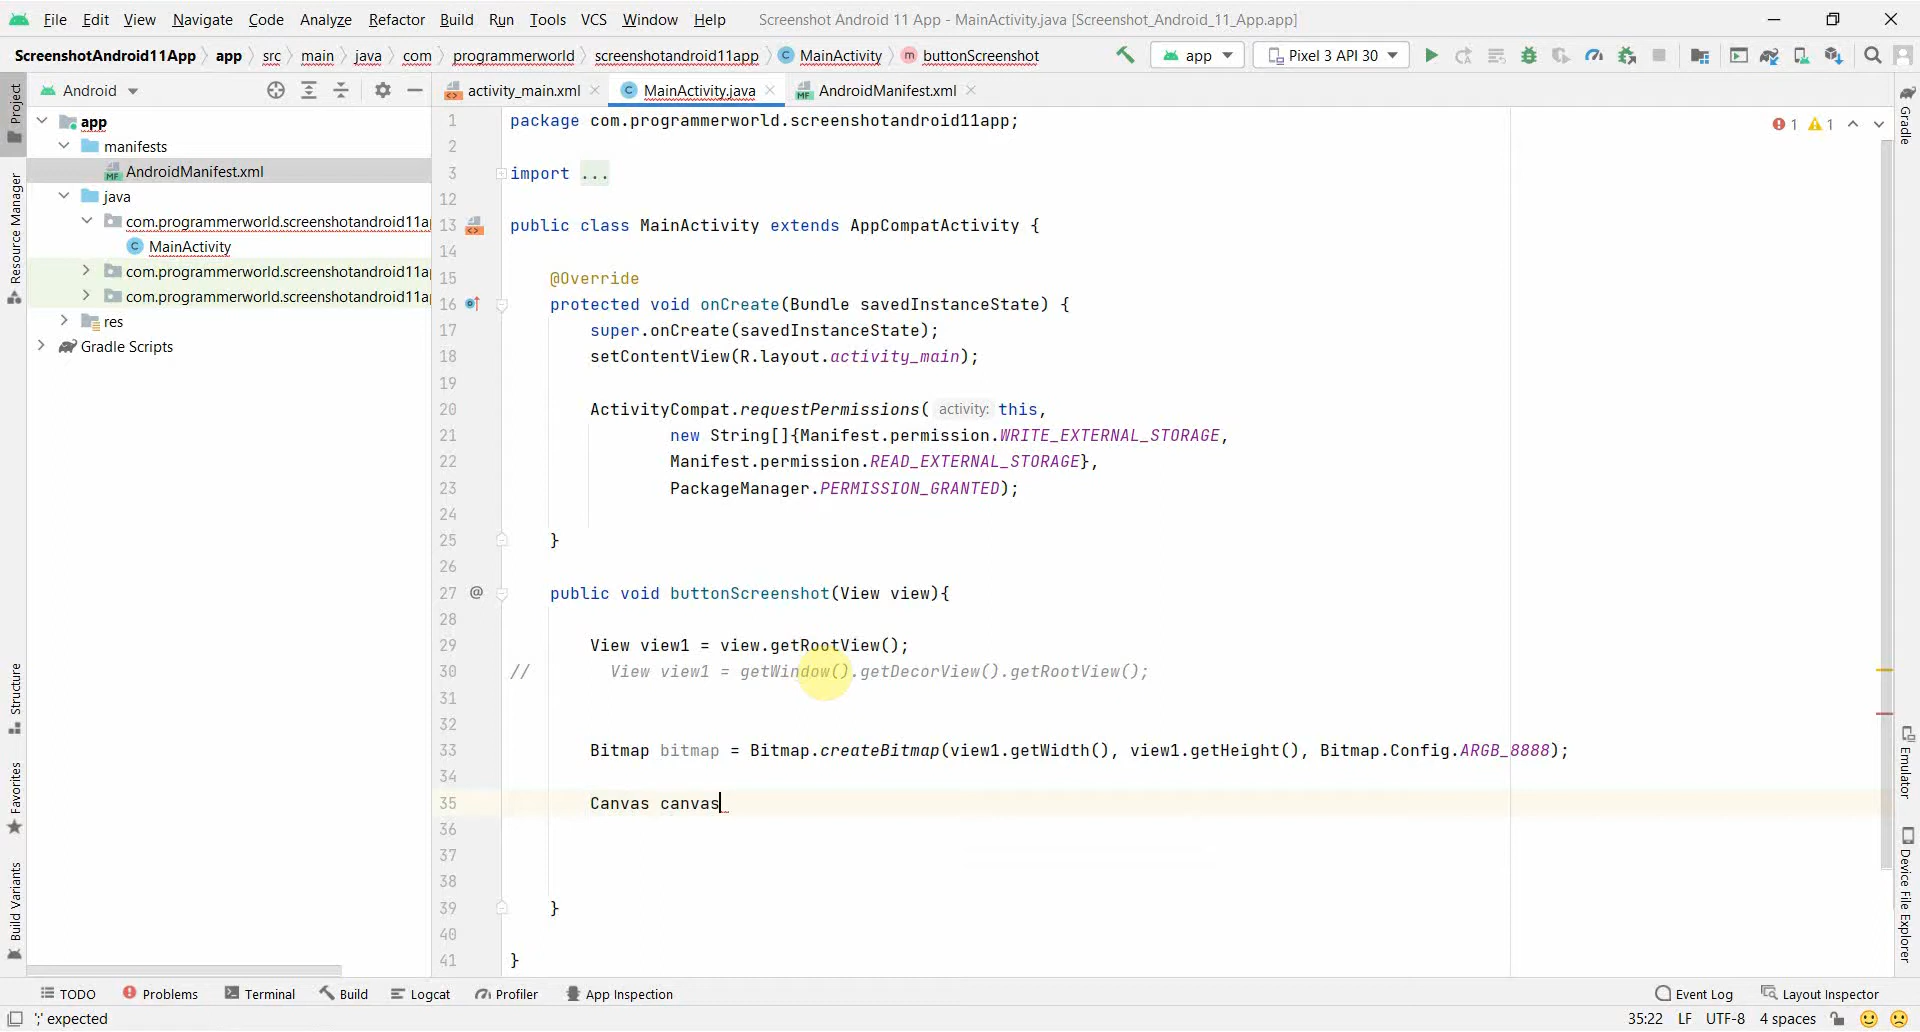 File Edit View Navigate Code Analyze Refactor Build Run Tools VCS Window Help Screenshot Android 11 App - MainActivity.java [Screenshot_Android_11_App.app]
ScreenshotAndroid11App app src main java com programmerworld screenshotandroid11app MainActivity buttonScreenshot app Pixel 3 API 30
Project
Resource Manager
Structure
Favorites
Build Variants
Android
app
manifests
AndroidManifest.xml
java
com.programmerworld.screenshotandroid11a
MainActivity
com.programmerworld.screenshotandroid11a
com.programmerworld.screenshotandroid11a
res
Gradle Scripts
activity_main.xml MainActivity.java AndroidManifest.xml
1 package com.programmerworld.screenshotandroid11app;
2
3 import ...
12
13 public class MainActivity extends AppCompatActivity {
14
15 @Override
16 protected void onCreate(Bundle savedInstanceState) {
17 super.onCreate(savedInstanceState);
18 setContentView(R.layout.activity_main);
19
20 ActivityCompat.requestPermissions( activity: this,
21 new String[]{Manifest.permission.WRITE_EXTERNAL_STORAGE,
22 Manifest.permission.READ_EXTERNAL_STORAGE},
23 PackageManager.PERMISSION_GRANTED);
24
25 }
26
27 public void buttonScreenshot(View view){
28
29 View view1 = view.getRootView();
30 // View view1 = getWindow().getDecorView().getRootView();
31
32
33 Bitmap bitmap = Bitmap.createBitmap(view1.getWidth(), view1.getHeight(), Bitmap.Config.ARGB_8888);
34
35 Canvas canvas
36
37
38
39 }
40
41 }
1 1
Gradle
Emulator
Device File Explorer
TODO Problems Terminal Build Logcat Profiler App Inspection Event Log Layout Inspector
';' expected 35:22 LF UTF-8 4 spaces